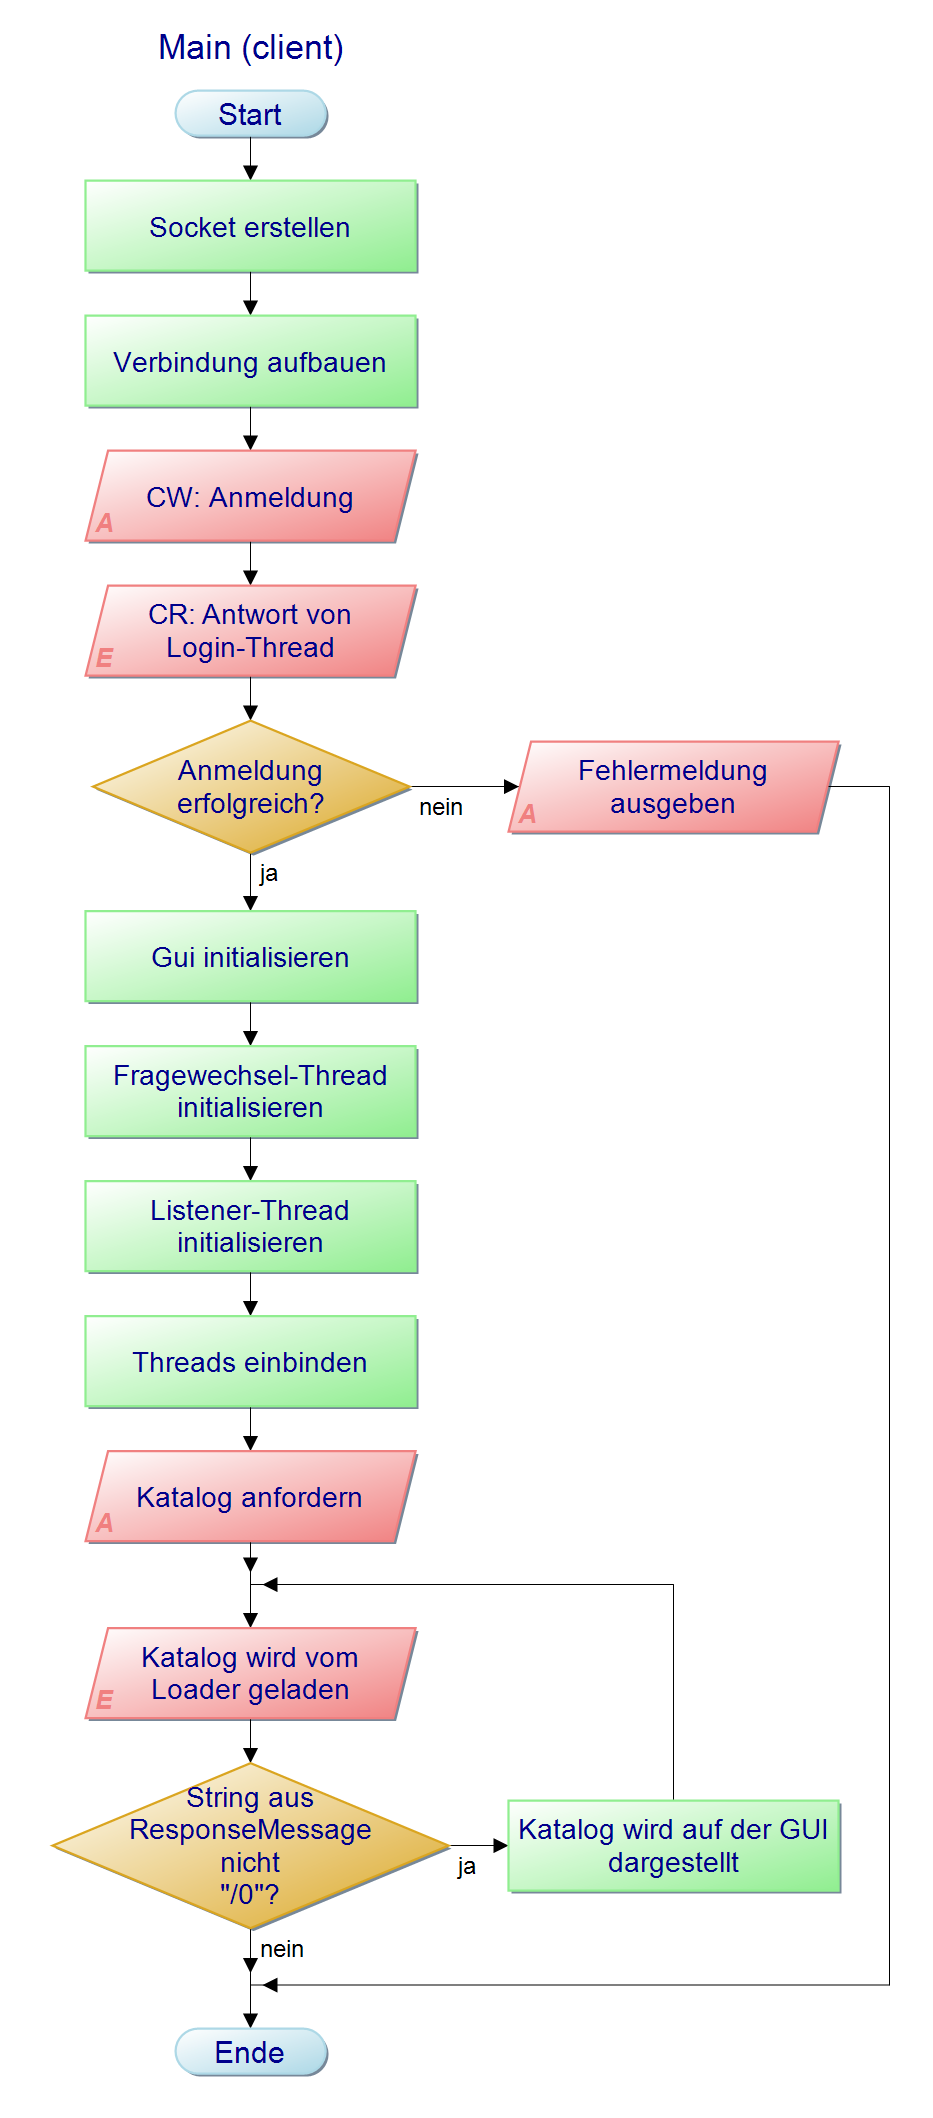 Main (client)
Start
Socket erstellen
Verbindung aufbauen
CW: Anmeldung
A
CR: Antwort von
Login-Thread
E
Anmeldung
erfolgreich?
nein
Fehlermeldung
ausgeben
A
ja
Gui initialisieren
Fragewechsel-Thread
initialisieren
Listener-Thread
initialisieren
Threads einbinden
Katalog anfordern
A
Katalog wird vom
Loader geladen
E
String aus
ResponseMessage
nicht
"/0"?
ja
Katalog wird auf der GUI
dargestellt
nein
Ende